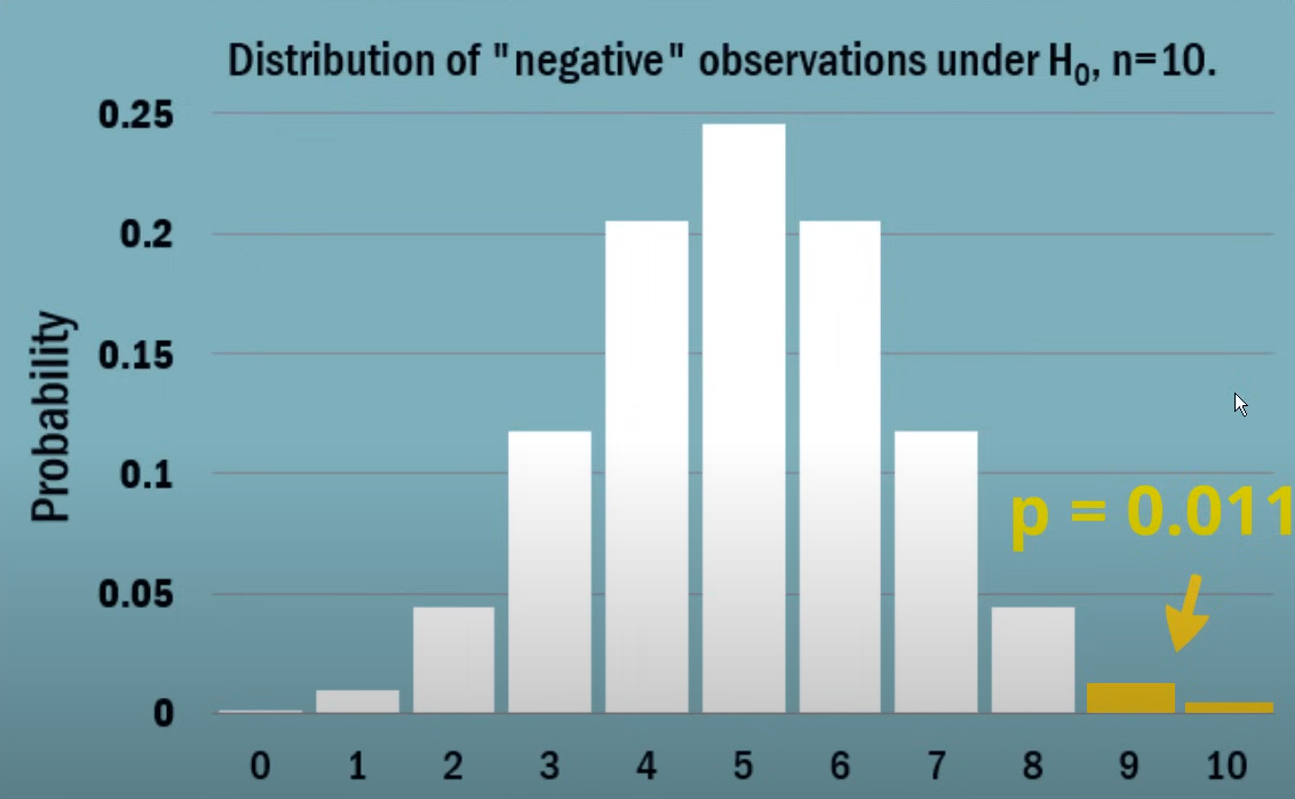 Distribution of "negative" observations under H₀, n=10.
0.25
0.2
0.15
0.1
0.05
0
Probability
p = 0.011
0 1 2 3 4 5 6 7 8 9 10